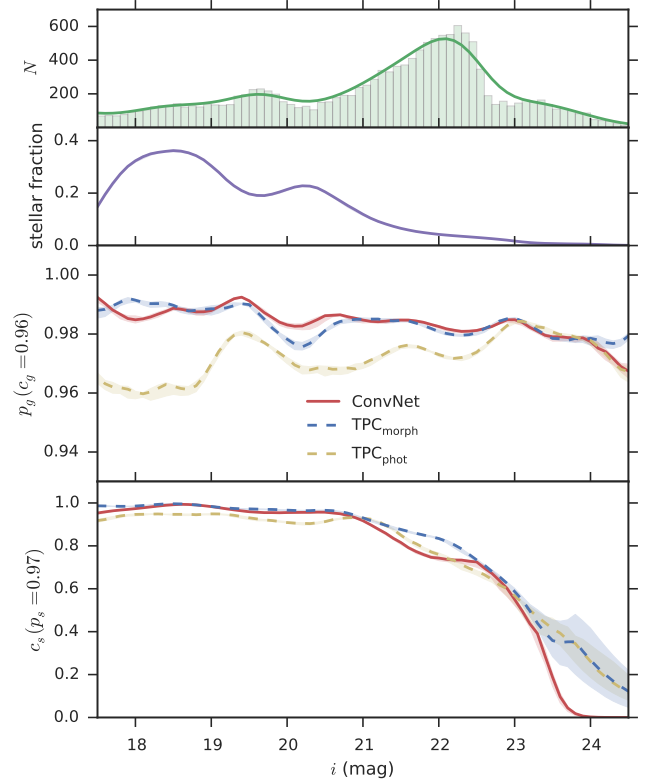 600
400
200
N
0.4
0.2
0.0
stellar fraction
1.00
0.98
0.96
0.94
p_g(c_g=0.96)
ConvNet
TPC_morph
TPC_phot
1.0
0.8
0.6
0.4
0.2
0.0
c_s(p_s=0.97)
18 19 20 21 22 23 24
i (mag)